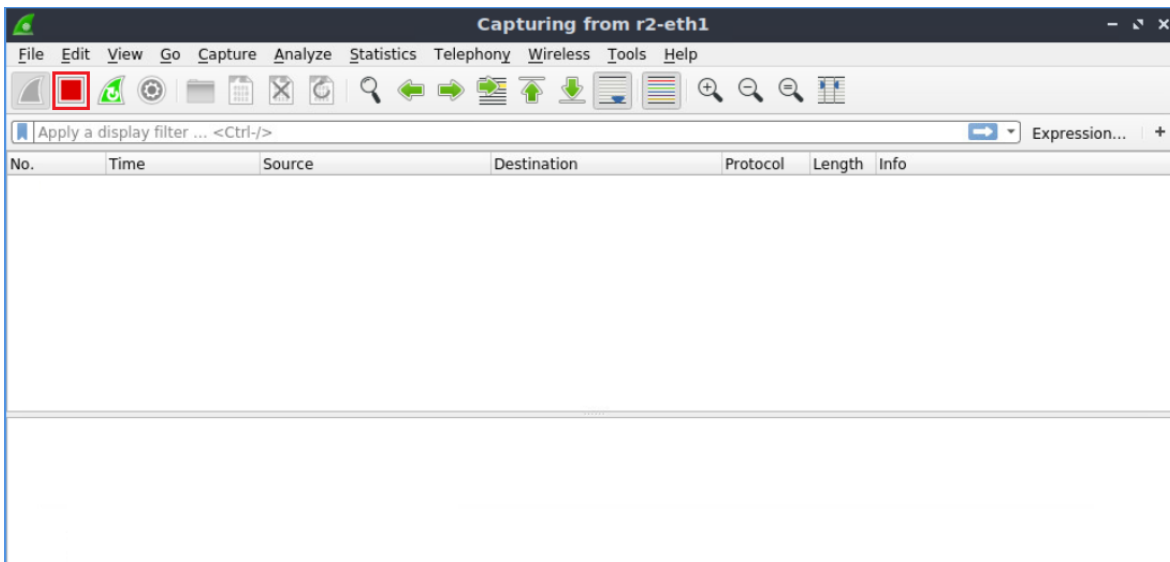 Capturing from r2-eth1
File Edit View Go Capture Analyze Statistics Telephony Wireless Tools Help
Apply a display filter ... <Ctrl-/> Expression... +
No. Time Source Destination Protocol Length Info